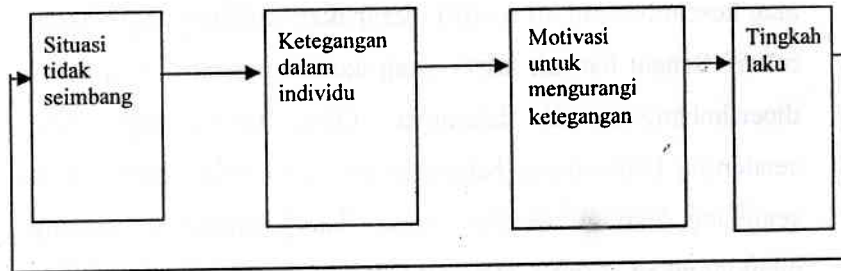 Situasi
tidak
seimbang
Ketegangan
dalam
individu
Motivasi
untuk
mengurangi
ketegangan
Tingkah
laku